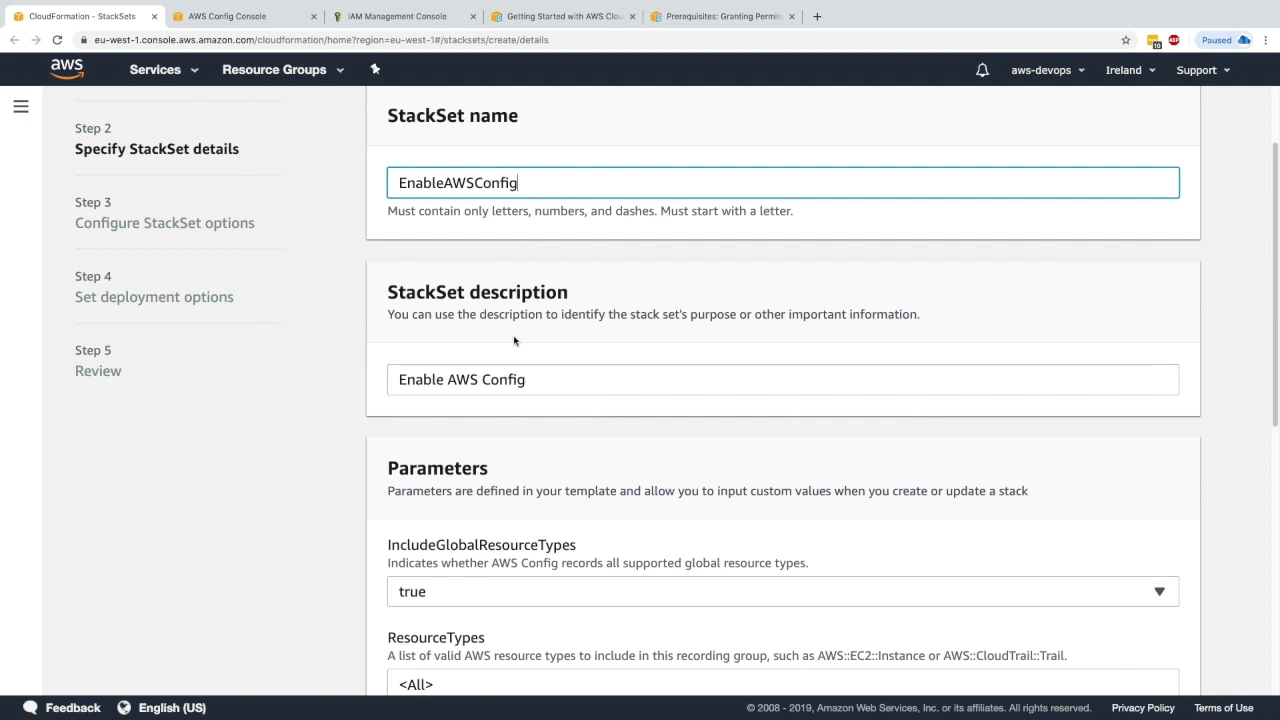 CloudFormation - StackSets
AWS Config Console
IAM Management Console
Getting Started with AWS Clou
Prerequisites: Granting Permis
eu-west-1.console.aws.amazon.com/cloudformation/home?region=eu-west-1#/stacksets/create/details
10
ABP
Paused
aws
Services
Resource Groups
aws-devops
Ireland
Support
Step 2
Specify StackSet details
Step 3
Configure StackSet options
Step 4
Set deployment options
Step 5
Review
StackSet name
EnableAWSConfig
Must contain only letters, numbers, and dashes. Must start with a letter.
StackSet description
You can use the description to identify the stack set's purpose or other important information.
Enable AWS Config
Parameters
Parameters are defined in your template and allow you to input custom values when you create or update a stack
IncludeGlobalResourceTypes
Indicates whether AWS Config records all supported global resource types.
true
ResourceTypes
A list of valid AWS resource types to include in this recording group, such as AWS::EC2::Instance or AWS::CloudTrail::Trail.
<All>
Feedback
English (US)
© 2008 - 2019, Amazon Web Services, Inc. or its affiliates. All rights reserved.
Privacy Policy
Terms of Use